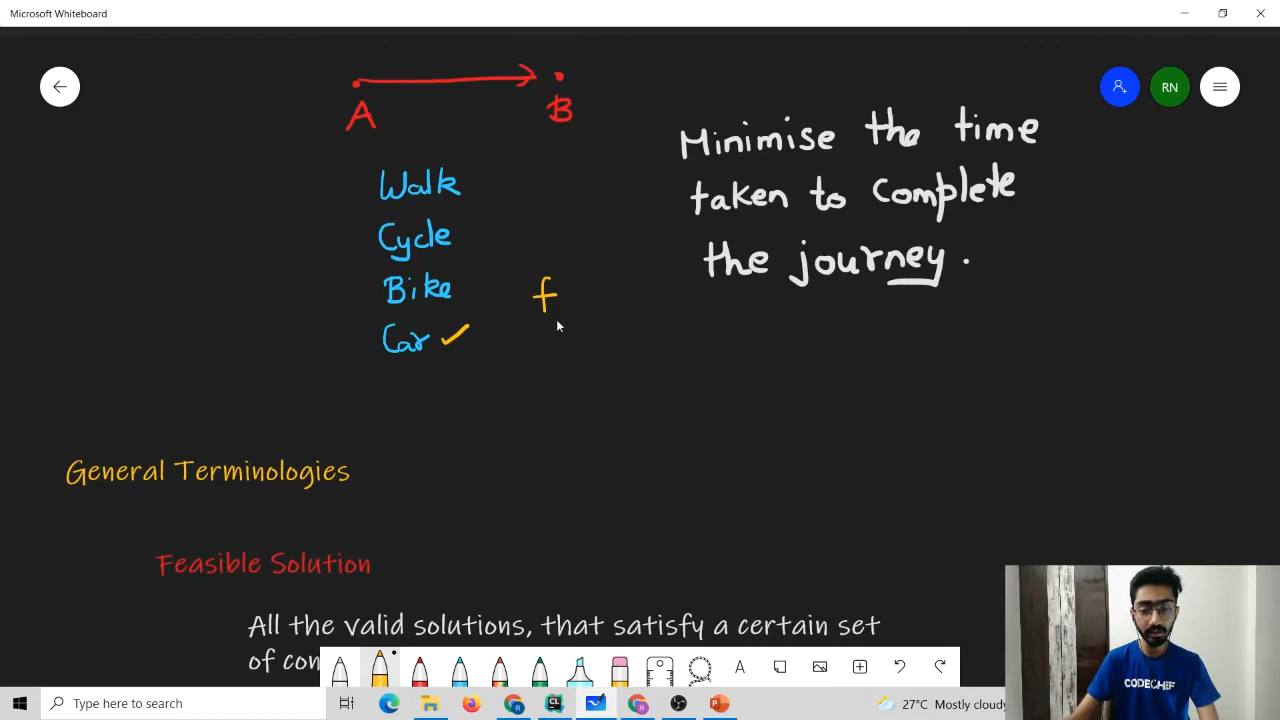 Microsoft Whiteboard
A
B
RN
Minimise the time
taken to complete
the journey.
Walk
Cycle
Bike
f
Car
General Terminologies
Feasible Solution
All the valid solutions, that satisfy a certain set
of con
A
CODECHEF
Type here to search
CL
R
R
27°C Mostly cloudy